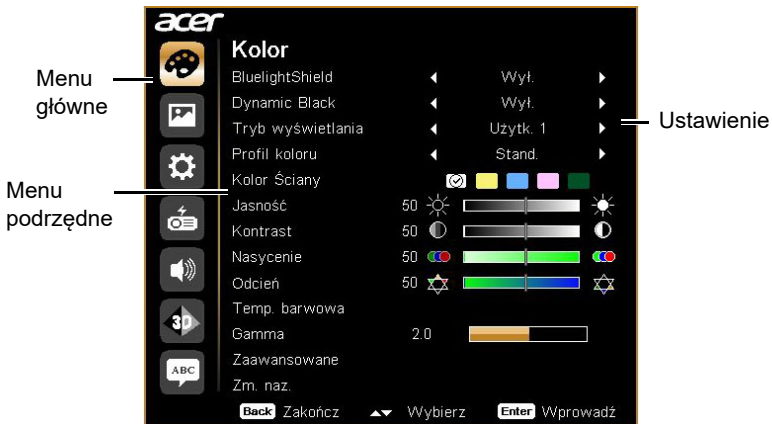 acer
Kolor
BluelightShield Wył.
Dynamic Black Wył.
Tryb wyświetlania Użytk. 1
Profil koloru Stand.
Kolor Ściany
Jasność 50
Kontrast 50
Nasycenie 50
Odcień 50
Temp. barwowa
Gamma 2.0
Zaawansowane
Zm. naz.
Back Zakończ Wybierz Enter Wprowadź
3D
ABC
Menu
główne
Menu
podrzędne
Ustawienie